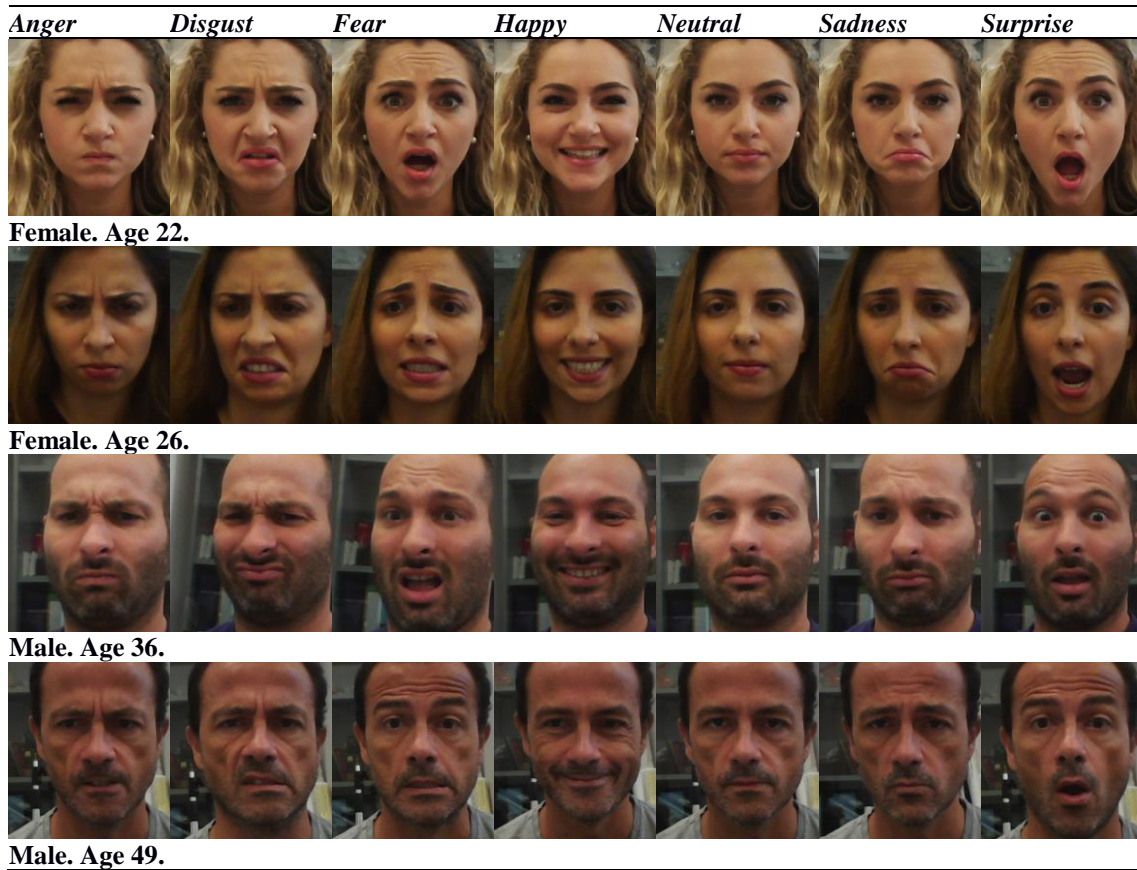 Anger Disgust Fear Happy Neutral Sadness Surprise
Female. Age 22.
Female. Age 26.
Male. Age 36.
Male. Age 49.